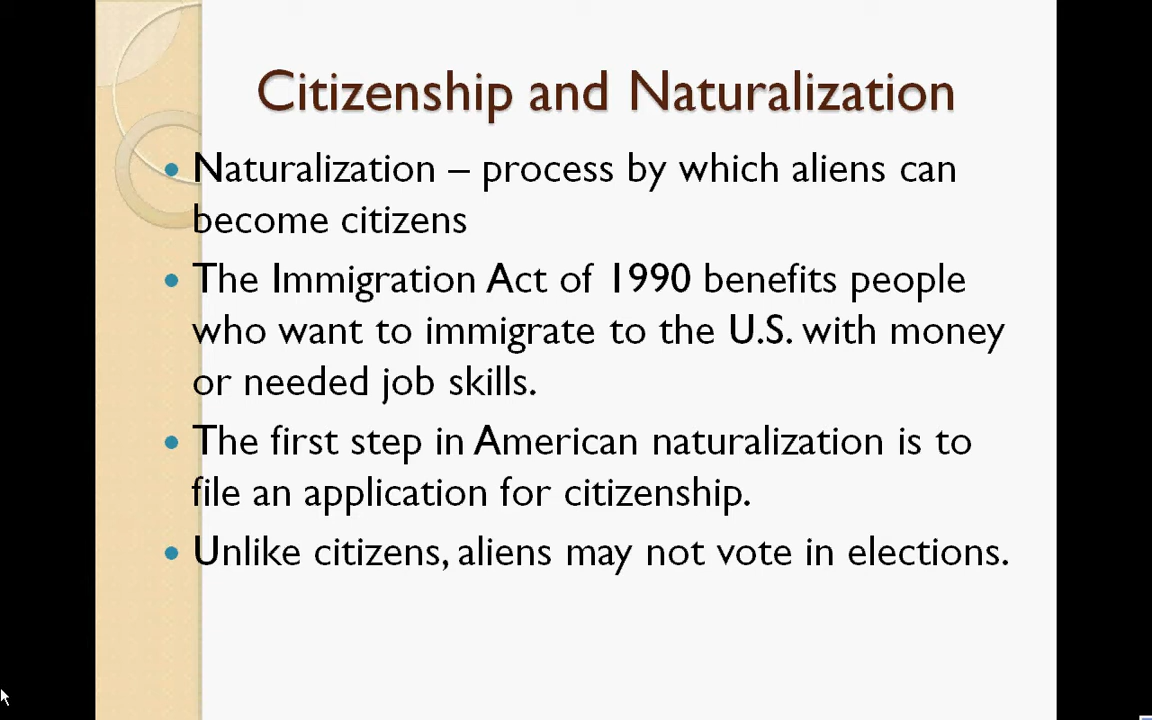 Citizenship and Naturalization
• Naturalization – process by which aliens can
become citizens
• The Immigration Act of 1990 benefits people
who want to immigrate to the U.S. with money
or needed job skills.
• The first step in American naturalization is to
file an application for citizenship.
• Unlike citizens, aliens may not vote in elections.